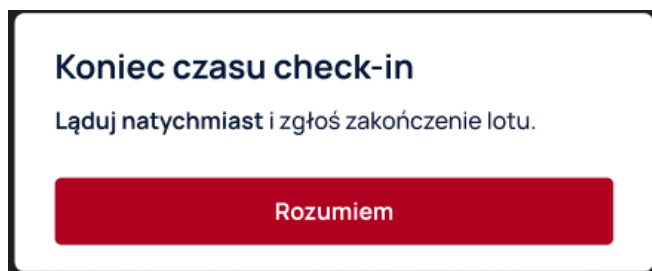 Koniec czasu check-in
Ląduj natychmiast i zgłoś zakończenie lotu.
Rozumiem